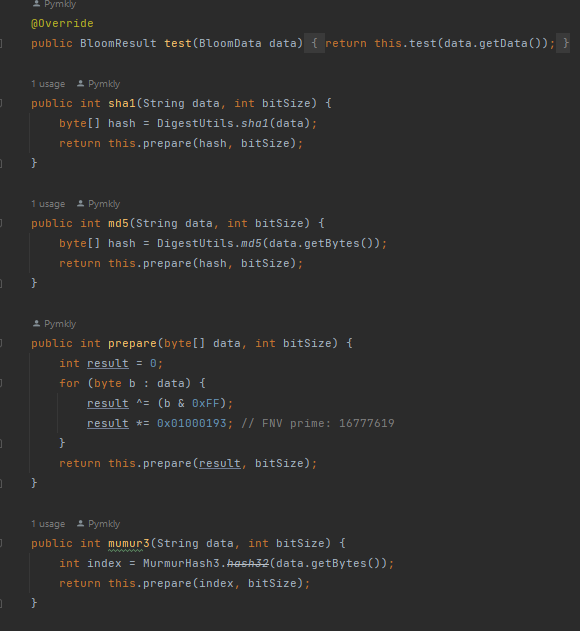 Pymkly
@Override
public BloomResult test(BloomData data) { return this.test(data.getData()); }
1 usage Pymkly
public int sha1(String data, int bitSize) {
byte[] hash = DigestUtils.sha1(data);
return this.prepare(hash, bitSize);
}
1 usage Pymkly
public int md5(String data, int bitSize) {
byte[] hash = DigestUtils.md5(data.getBytes());
return this.prepare(hash, bitSize);
}
Pymkly
public int prepare(byte[] data, int bitSize) {
int result = 0;
for (byte b : data) {
result ^= (b & 0xFF);
result *= 0x01000193; // FNV prime: 16777619
}
return this.prepare(result, bitSize);
}
1 usage Pymkly
public int mumur3(String data, int bitSize) {
int index = MurmurHash3.hash32(data.getBytes());
return this.prepare(index, bitSize);
}